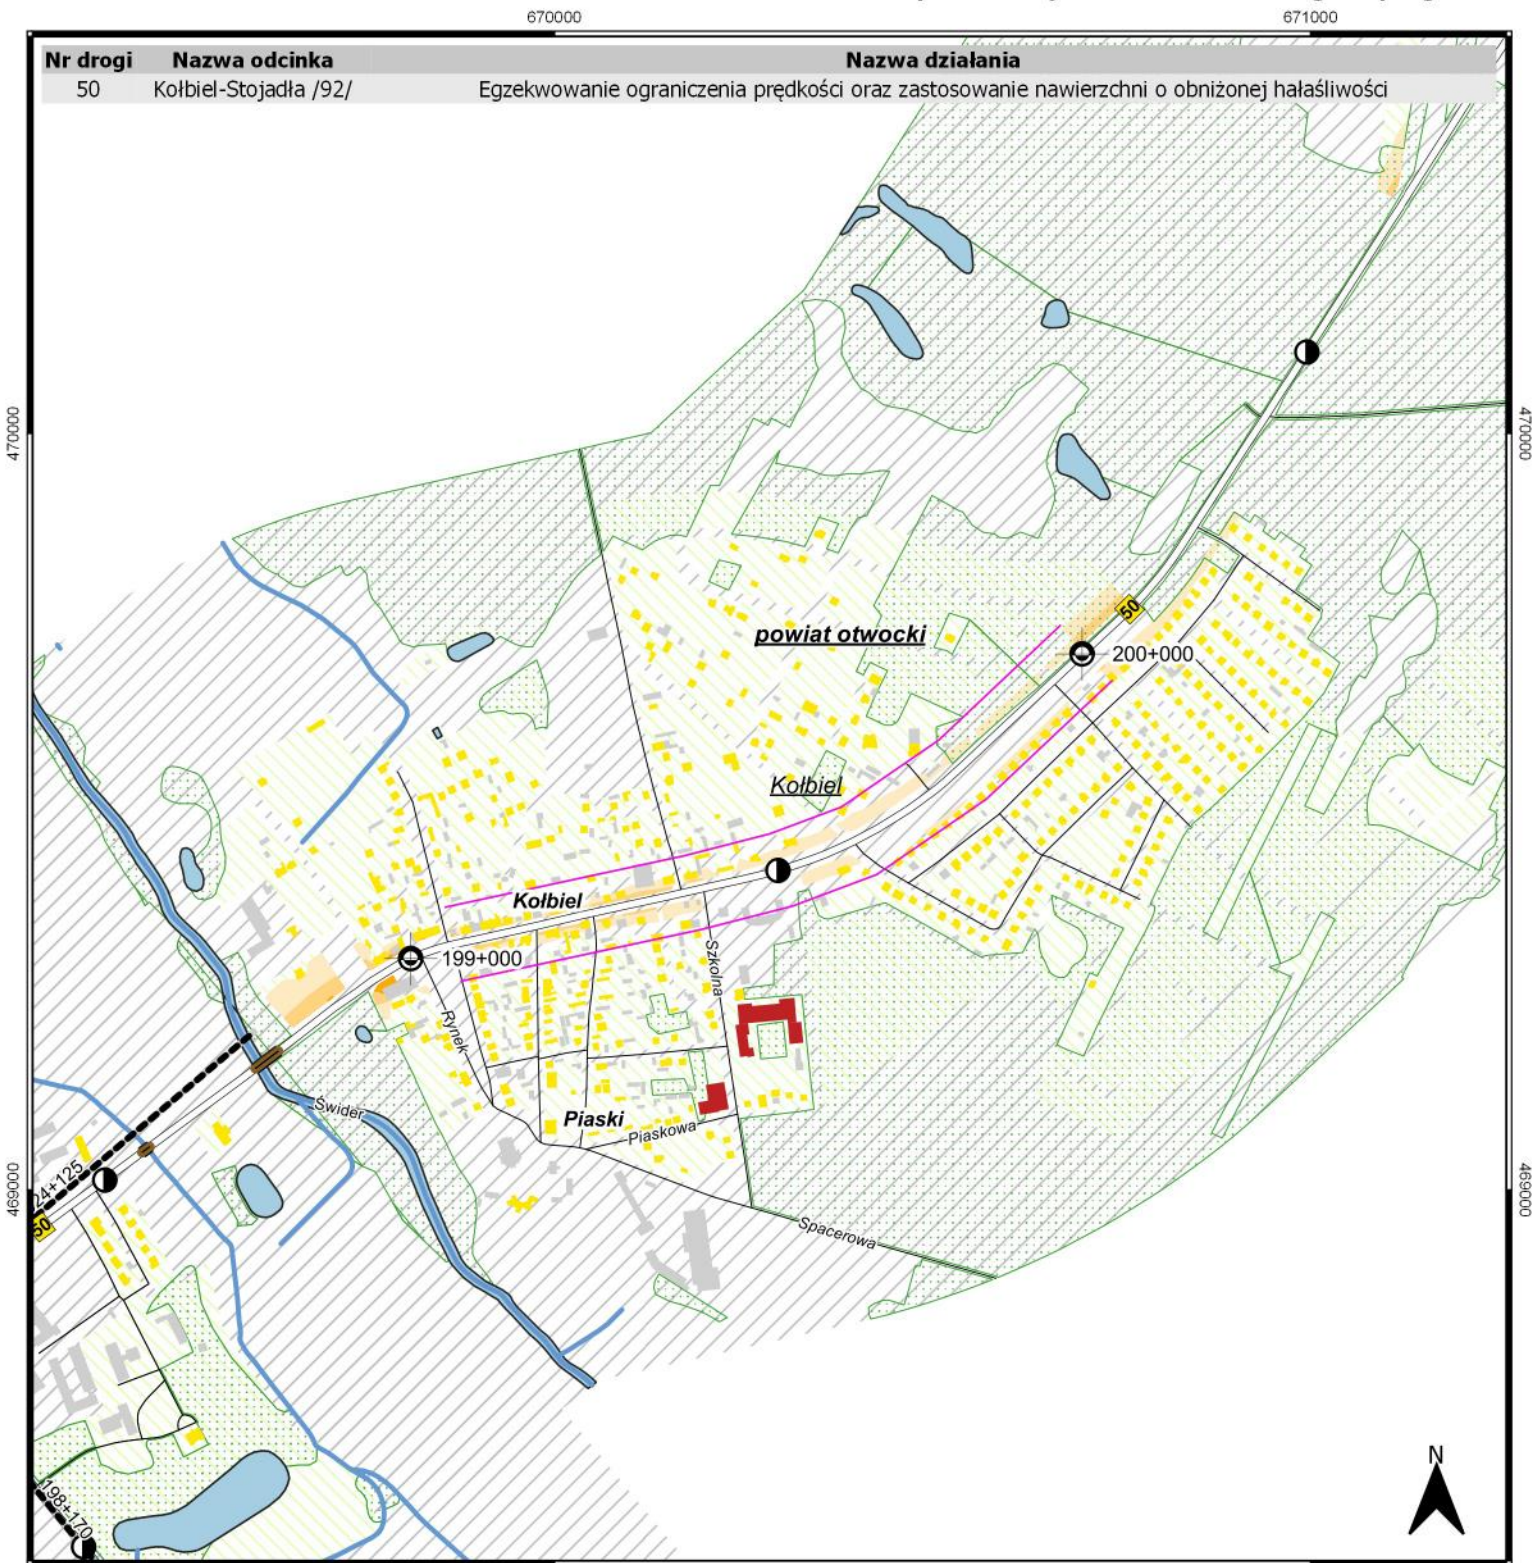 670000 671000
Nr drogi Nazwa odcinka Nazwa działania
50 Kołbiel-Stojadła /92/ Egzekwowanie ograniczenia prędkości oraz zastosowanie nawierzchni o obniżonej hałaśliwości
470000 470000
50
powiat otwocki
200+000
Kołbiel
Kołbiel
199+000
Szkolna
Rynek
Świder
Piaski
Piaskowa
24+125
469000 469000
50
Spacerowa
198+170
N